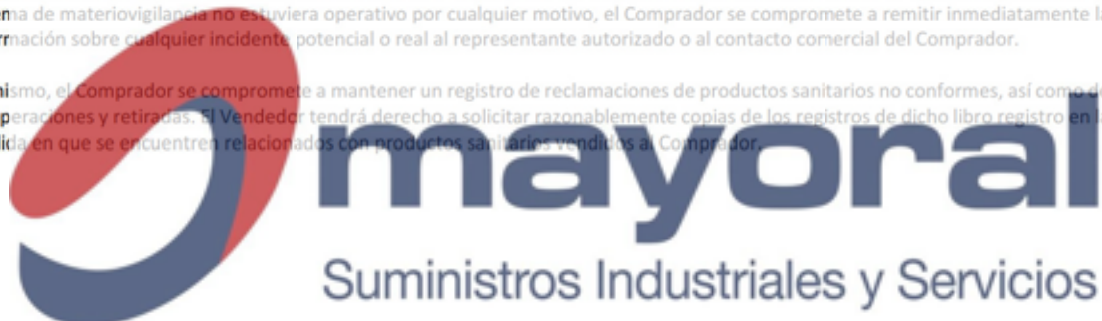 ma de materiovigilancia no estuviera operativo por cualquier motivo, el Comprador se compromete a remitir inmediatamente la
rmación sobre cualquier incidente potencial o real al representante autorizado o al contacto comercial del Comprador.
ismo, el Comprador se compromete a mantener un registro de reclamaciones de productos sanitarios no conformes, así como de
peraciones y retiradas. El Vendedor tendrá derecho a solicitar razonablemente copias de los registros de dicho libro registro en la
ida en que se encuentren relacionados con productos sanitarios vendidos al Comprador.
mayoral
Suministros Industriales y Servicios